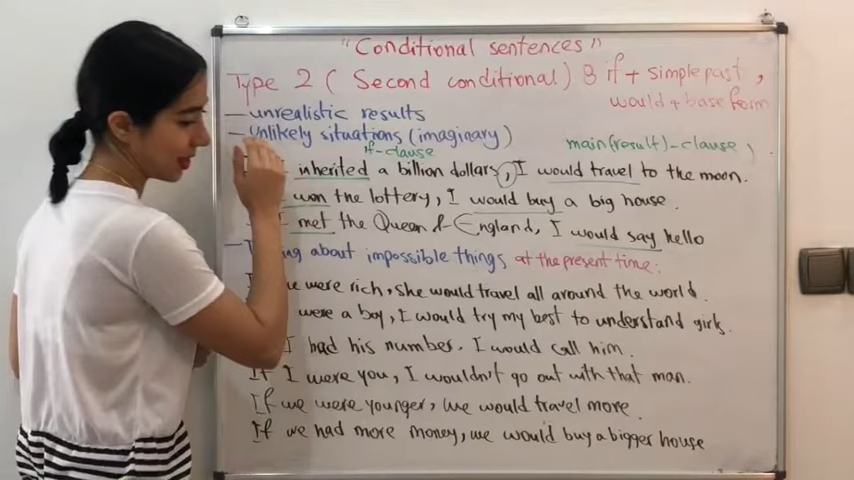 "Conditional sentences"
Type 2 ( Second conditional) 8 if + simple past ,
would + base form
- unrealistic results
- Unlikely situations (imaginary)
if-clause main(result)-clause
inherited a billion dollars, I would travel to the moon.
won the lottery, I would buy a big house.
I met the Queen of England, I would say hello
- about impossible things at the present time:
were rich, she would travel all around the world.
were a boy, I would try my best to understand girls.
I had his number. I would call him.
If I were you, I wouldn't go out with that man.
If we were younger, we would travel more.
If we had more money, we would buy a bigger house